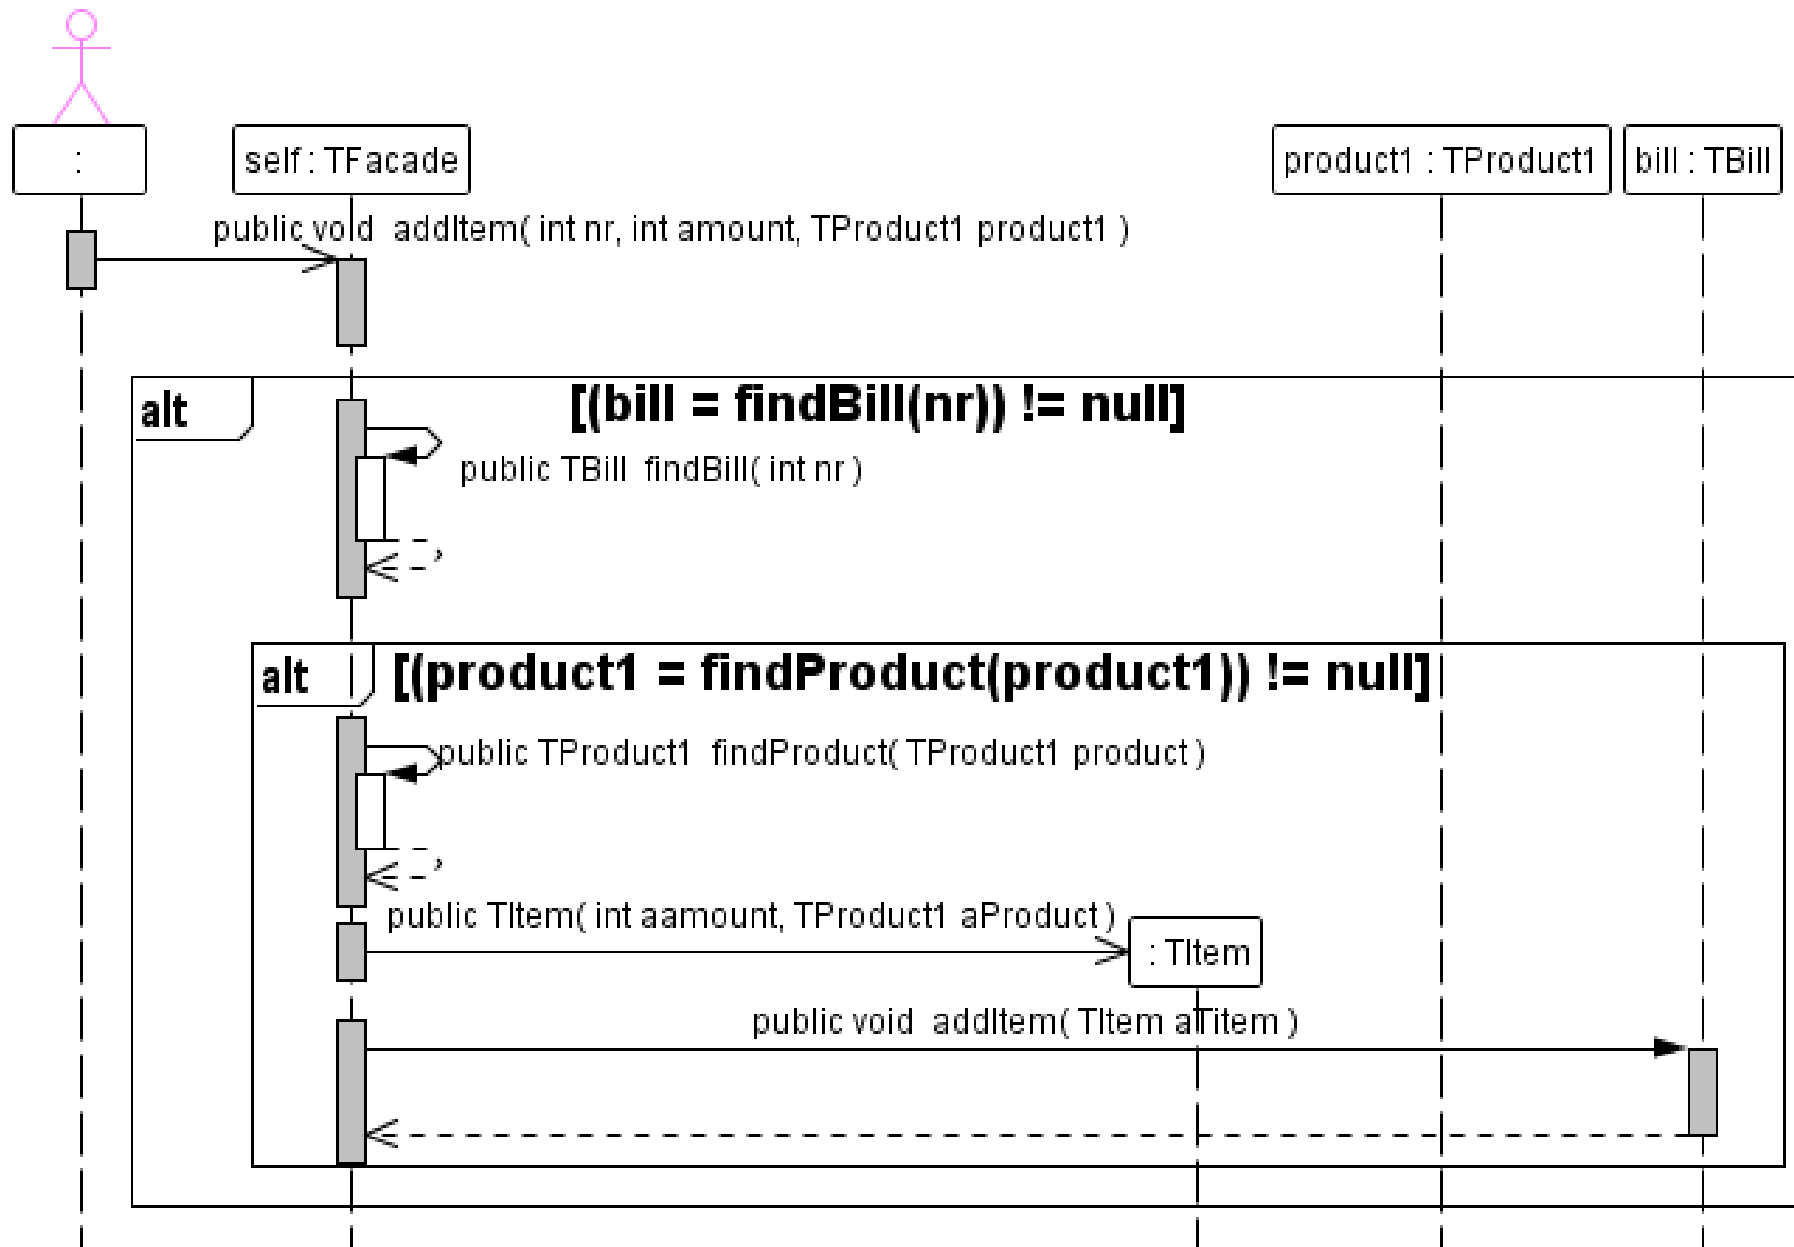 :
self : TFacade
product1 : TProduct1
bill : TBill
public void addItem( int nr, int amount, TProduct1 product1 )
alt
[(bill = findBill(nr)) != null]
public TBill findBill( int nr )
alt
[(product1 = findProduct(product1)) != null]
public TProduct1 findProduct( TProduct1 product )
public TItem( int aamount, TProduct1 aProduct )
: TItem
public void addItem( TItem aTitem )